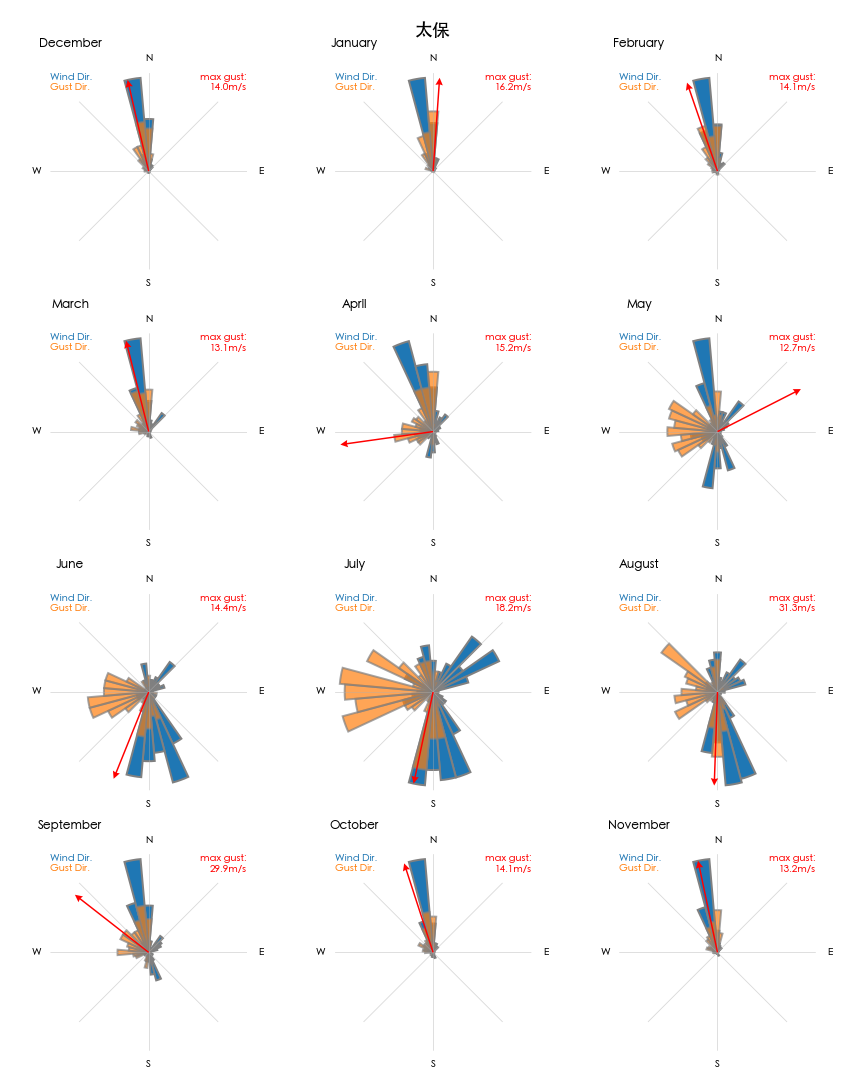 太保
December
January
February
N
N
N
Wind Dir.
Gust Dir.
max gust:
14.0m/s
Wind Dir.
Gust Dir.
max gust:
16.2m/s
Wind Dir.
Gust Dir.
max gust:
14.1m/s
W
E
W
E
W
E
S
S
S
March
April
May
N
N
N
Wind Dir.
Gust Dir.
max gust:
13.1m/s
Wind Dir.
Gust Dir.
max gust:
15.2m/s
Wind Dir.
Gust Dir.
max gust:
12.7m/s
W
E
W
E
W
E
S
S
S
June
July
August
N
N
N
Wind Dir.
Gust Dir.
max gust:
14.4m/s
Wind Dir.
Gust Dir.
max gust:
18.2m/s
Wind Dir.
Gust Dir.
max gust:
31.3m/s
W
E
W
E
W
E
S
S
S
September
October
November
N
N
N
Wind Dir.
Gust Dir.
max gust:
29.9m/s
Wind Dir.
Gust Dir.
max gust:
14.1m/s
Wind Dir.
Gust Dir.
max gust:
13.2m/s
W
E
W
E
W
E
S
S
S